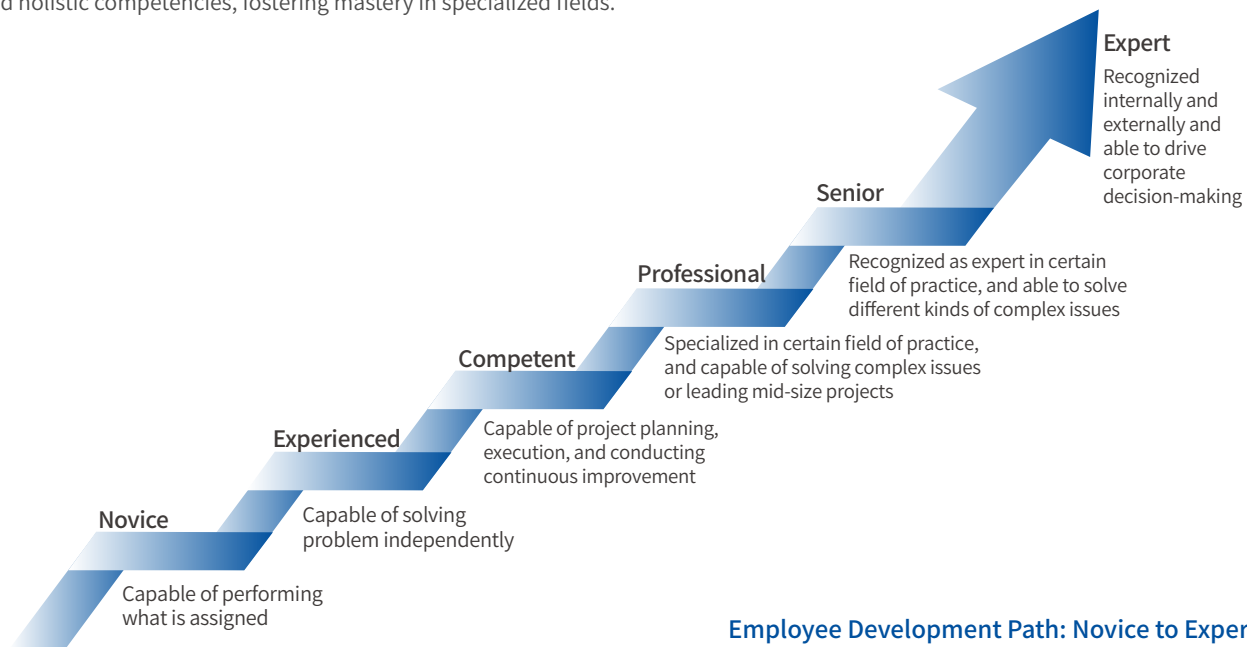 d holistic competencies, fostering mastery in specialized fields.
Expert
Recognized
internally and
externally and
able to drive
corporate
decision-making
Senior
Recognized as expert in certain
field of practice, and able to solve
different kinds of complex issues
Professional
Specialized in certain field of practice,
and capable of solving complex issues
or leading mid-size projects
Competent
Capable of project planning,
execution, and conducting
continuous improvement
Experienced
Capable of solving
problem independently
Novice
Capable of performing
what is assigned
Employee Development Path: Novice to Exper